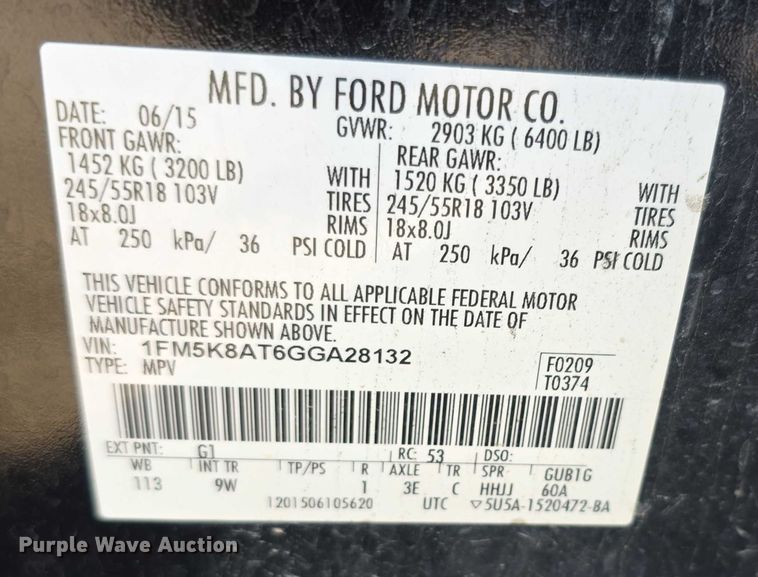 MFD. BY FORD MOTOR CO.
DATE: 06/15 GVWR: 2903 KG ( 6400 LB)
FRONT GAWR: REAR GAWR:
1452 KG ( 3200 LB) WITH 1520 KG ( 3350 LB) WITH
245/55R18 103V TIRES 245/55R18 103V TIRES
18x8.0J RIMS 18x8.0J RIMS
AT 250 kPa/ 36 PSI COLD AT 250 kPa/ 36 PSI COLD
THIS VEHICLE CONFORMS TO ALL APPLICABLE FEDERAL MOTOR
VEHICLE SAFETY STANDARDS IN EFFECT ON THE DATE OF
MANUFACTURE SHOWN ABOVE.
VIN: 1FM5K8AT6GGA28132
TYPE: MPV
F0209
T0374
EXT PNT: G1 RC: 53 DSO:
WB INT TR TP/PS R AXLE TR SPR GUB1G
113 9W 1 3E C HHJJ 60A
1201506105620 UTC ▽5U5A-1520472-BA
Purple Wave Auction